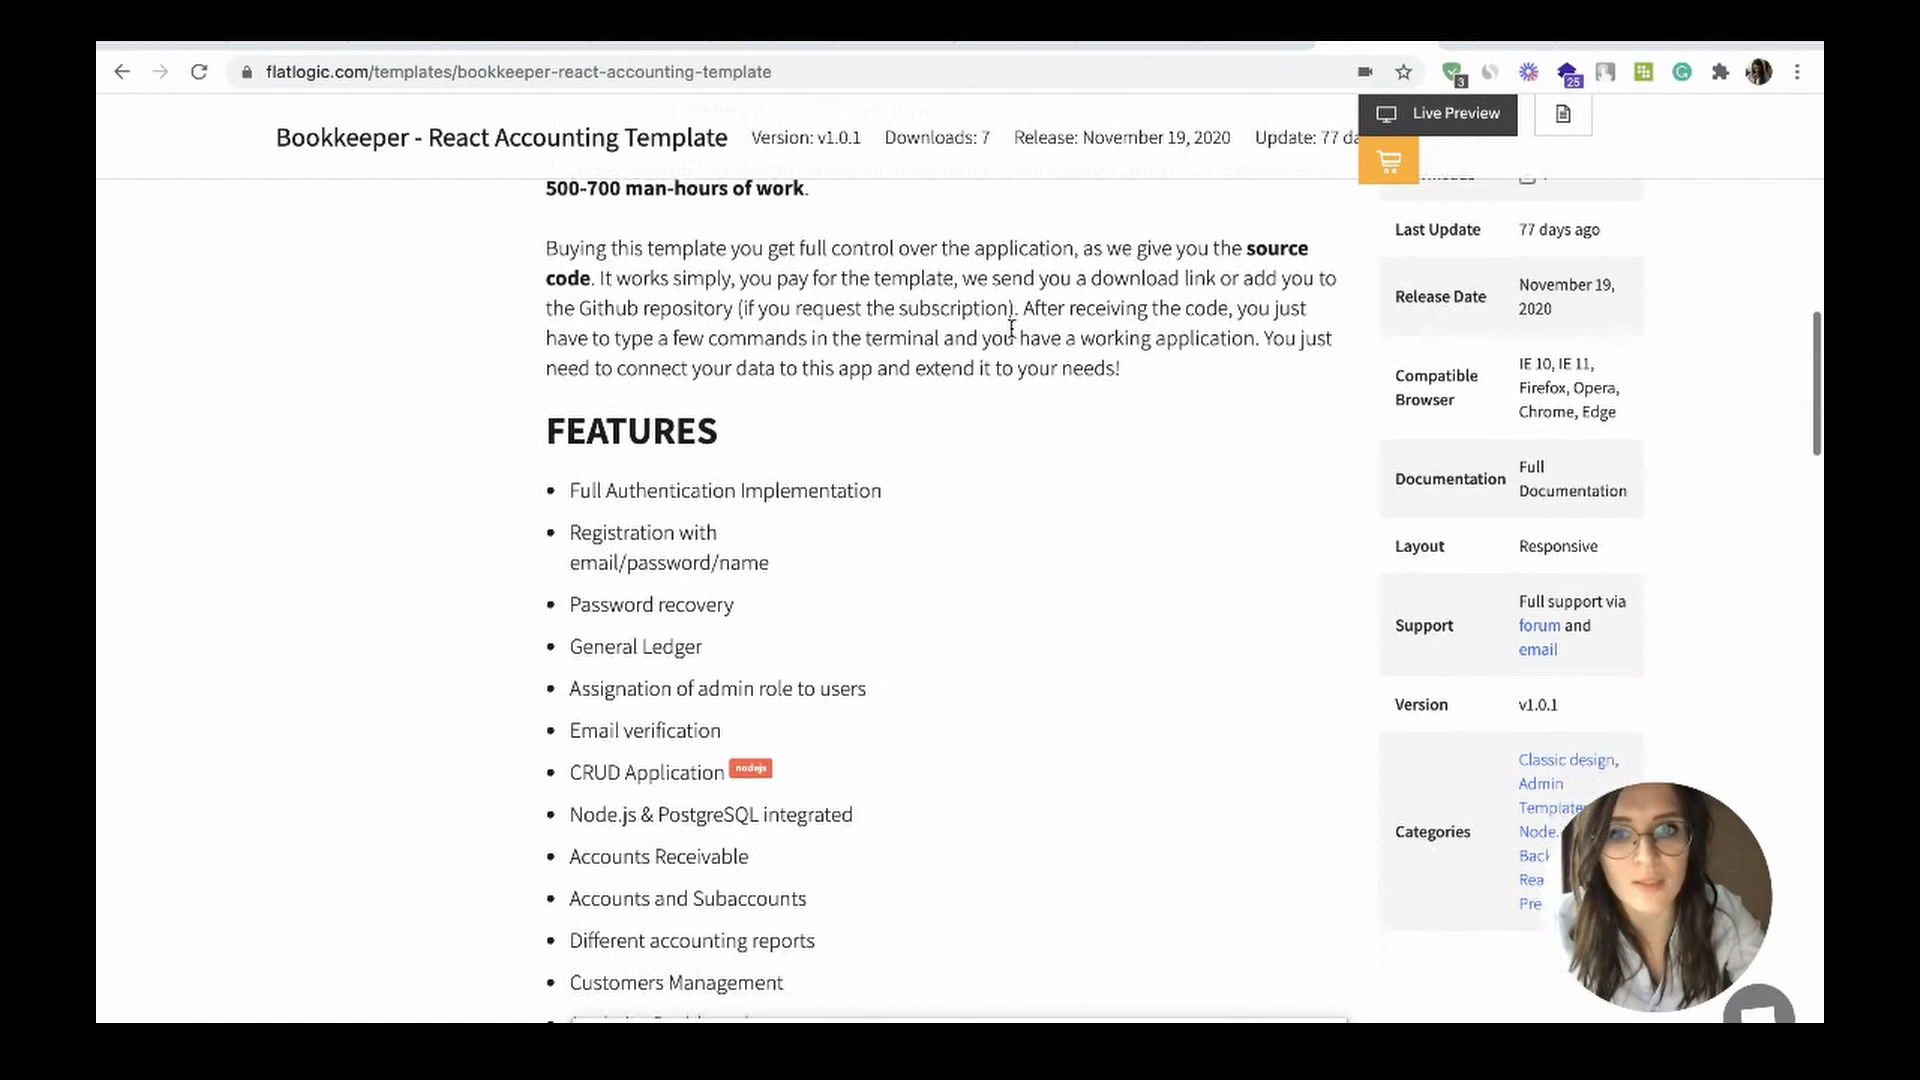 flatlogic.com/templates/bookkeeper-react-accounting-template
3
25
Bookkeeper - React Accounting Template
Version: v1.0.1
Downloads: 7
Release: November 19, 2020
Update: 77 da
Live Preview
500-700 man-hours of work.
Buying this template you get full control over the application, as we give you the source
code. It works simply, you pay for the template, we send you a download link or add you to
the Github repository (if you request the subscription). After receiving the code, you just
have to type a few commands in the terminal and you have a working application. You just
need to connect your data to this app and extend it to your needs!
FEATURES
• Full Authentication Implementation
• Registration with
email/password/name
• Password recovery
• General Ledger
• Assignation of admin role to users
• Email verification
• CRUD Application nodejs
• Node.js & PostgreSQL integrated
• Accounts Receivable
• Accounts and Subaccounts
• Different accounting reports
• Customers Management
Last Update
77 days ago
Release Date
November 19,
2020
Compatible
Browser
IE 10, IE 11,
Firefox, Opera,
Chrome, Edge
Documentation
Full
Documentation
Layout
Responsive
Support
Full support via
forum and
email
Version
v1.0.1
Categories
Classic design,
Admin
Template
Node.
Back
Rea
Pre